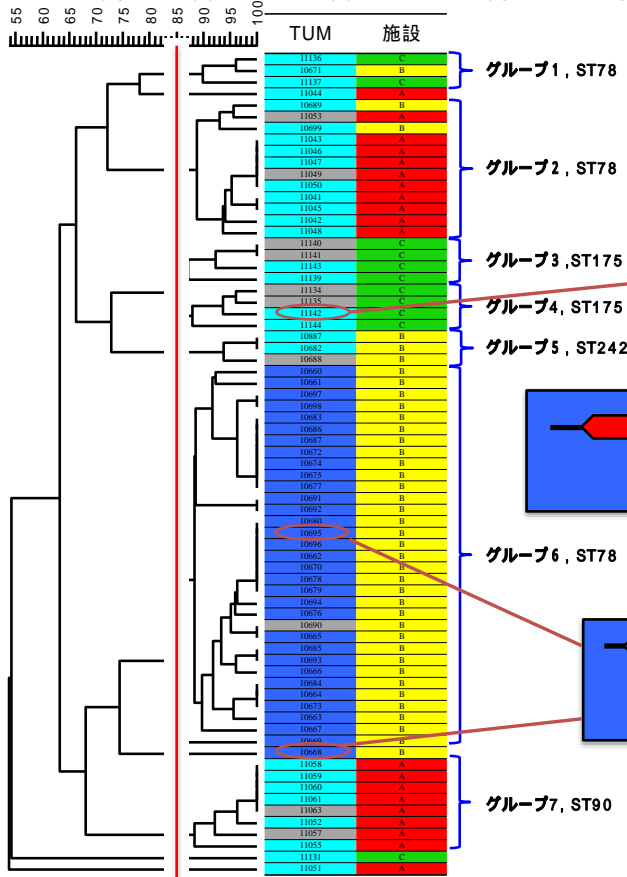 55 60 65 70 75 80 85 90 95 100
TUM 施設
11136 C
10671 B グループ1, ST78
11137 C
11044 A
10689 B
11053 A
10699 B
11043 A
11046 A
11047 A グループ2, ST78
11049 A
11050 A
11041 A
11045 A
11042 A
11048 A
11140 C
11141 C グループ3,ST175
11143 C
11139 C
11134 C
11135 C グループ4, ST175
11142 C
11144 C
10887 B
10682 B グループ5, ST242
10688 B
10660 B
10661 B
10697 B
10698 B
10683 B
10686 B
10687 B
10672 B
10674 B
10675 B
10677 B
10691 B
10692 B
10680 B
10695 B
10696 B
10662 B グループ6, ST78
10670 B
10678 B
10679 B
10694 B
10676 B
10690 B
10665 B
10685 B
10693 B
10666 B
10684 B
10664 B
10673 B
10663 B
10667 B
10669 B
10668 B
11058 A
11059 A
11060 A
11061 A グループ7, ST90
11063 A
11052 A
11057 A
11055 A
11131 C
11051 A